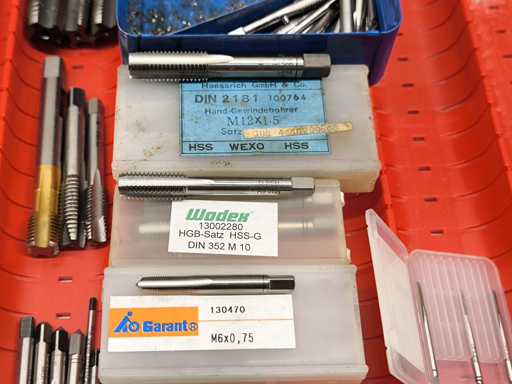 Haessrich GmbH & Co.
DIN 2181 100764
Hand-Gewindebohrer
M12X1,5
Satz
HSS WEXO HSS
Wodex
13002280
HGB-Satz HSS-G
DIN 352 M 10
Garant®
130470
M6x0,75